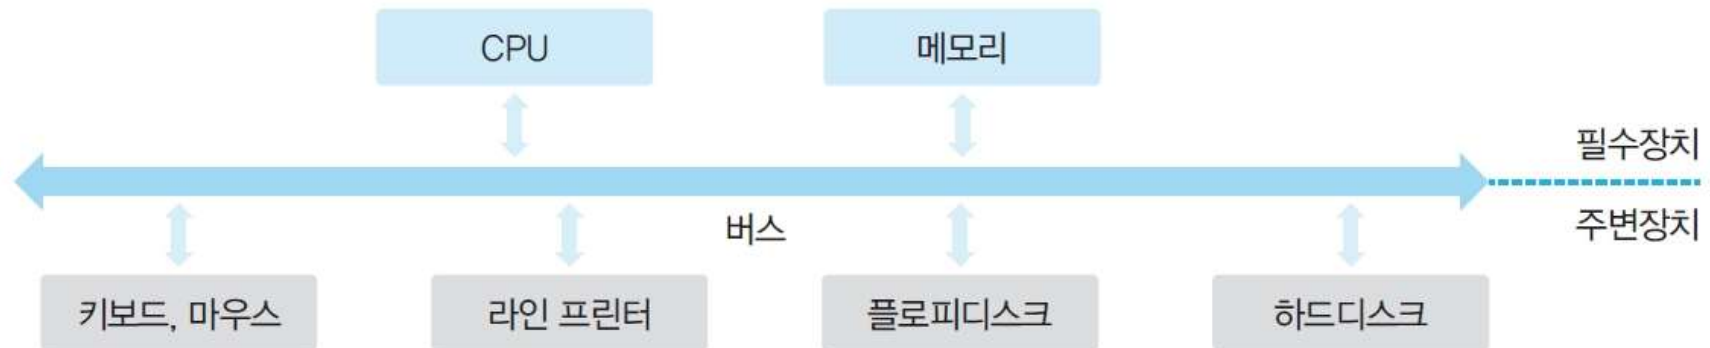 CPU
메모리
필수장치
버스
주변장치
키보드, 마우스
라인 프린터
플로피디스크
하드디스크